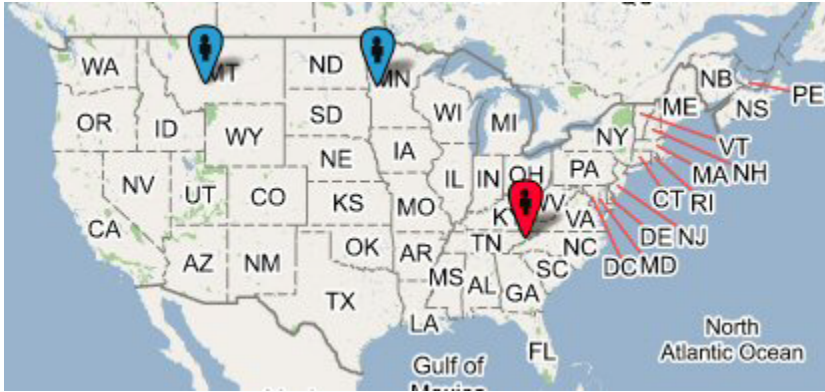 WA
MT
ND
MN
OR
ID
SD
WY
WI
MI
NB
PE
ME
NS
NY
VT
NH
MA
RI
CT
NE
IA
PA
NV
UT
CO
IL
IN
OH
KS
MO
KY
WV
VA
NJ
DE
MD
DC
CA
AZ
NM
OK
AR
TN
NC
TX
MS
AL
GA
SC
LA
FL
North
Atlantic Ocean
Gulf of